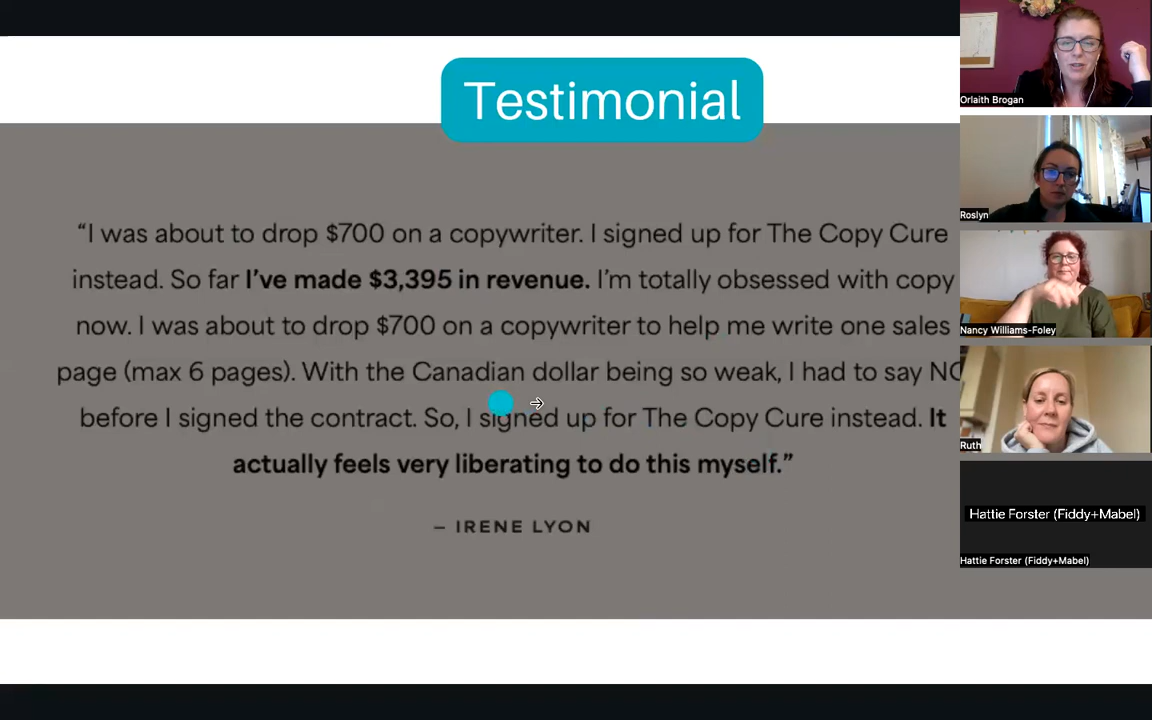 Testimonial
“I was about to drop $700 on a copywriter. I signed up for The Copy Cure
instead. So far I’ve made $3,395 in revenue. I’m totally obsessed with copy
now. I was about to drop $700 on a copywriter to help me write one sales
page (max 6 pages). With the Canadian dollar being so weak, I had to say NO
before I signed the contract. So, I signed up for The Copy Cure instead. It
actually feels very liberating to do this myself.”
– IRENE LYON
Orlaith Brogan
Roslyn
Nancy Williams-Foley
Ruth
Hattie Forster (Fiddy+Mabel)
Hattie Forster (Fiddy+Mabel)